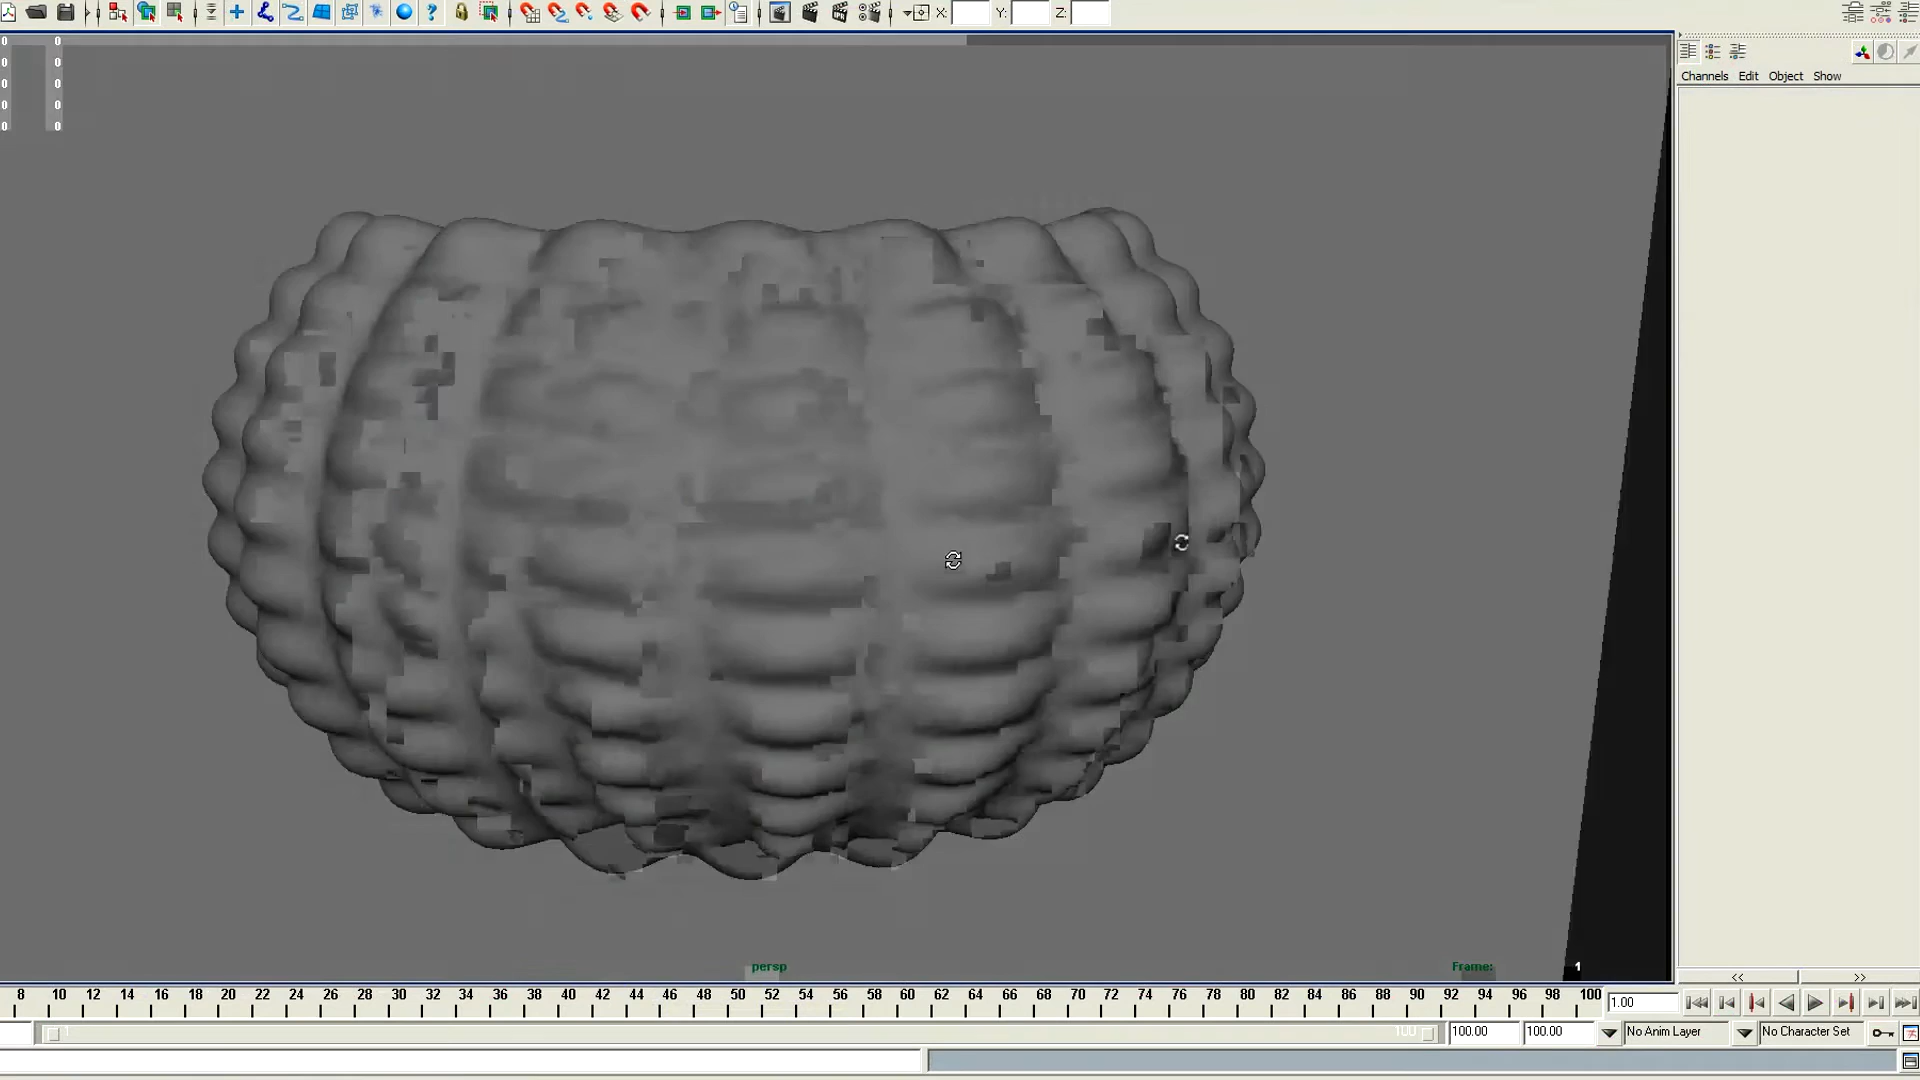 X: Y: Z:
0 0
0 0
0 0
0 0
0 0
Channels Edit Object Show
persp
Frame: 1
<< >>
8 10 12 14 16 18 20 22 24 26 28 30 32 34 36 38 40 42 44 46 48 50 52 54 56 58 60 62 64 66 68 70 72 74 76 78 80 82 84 86 88 90 92 94 96 98 100
1.00
1 100 100.00 100.00 No Anim Layer No Character Set